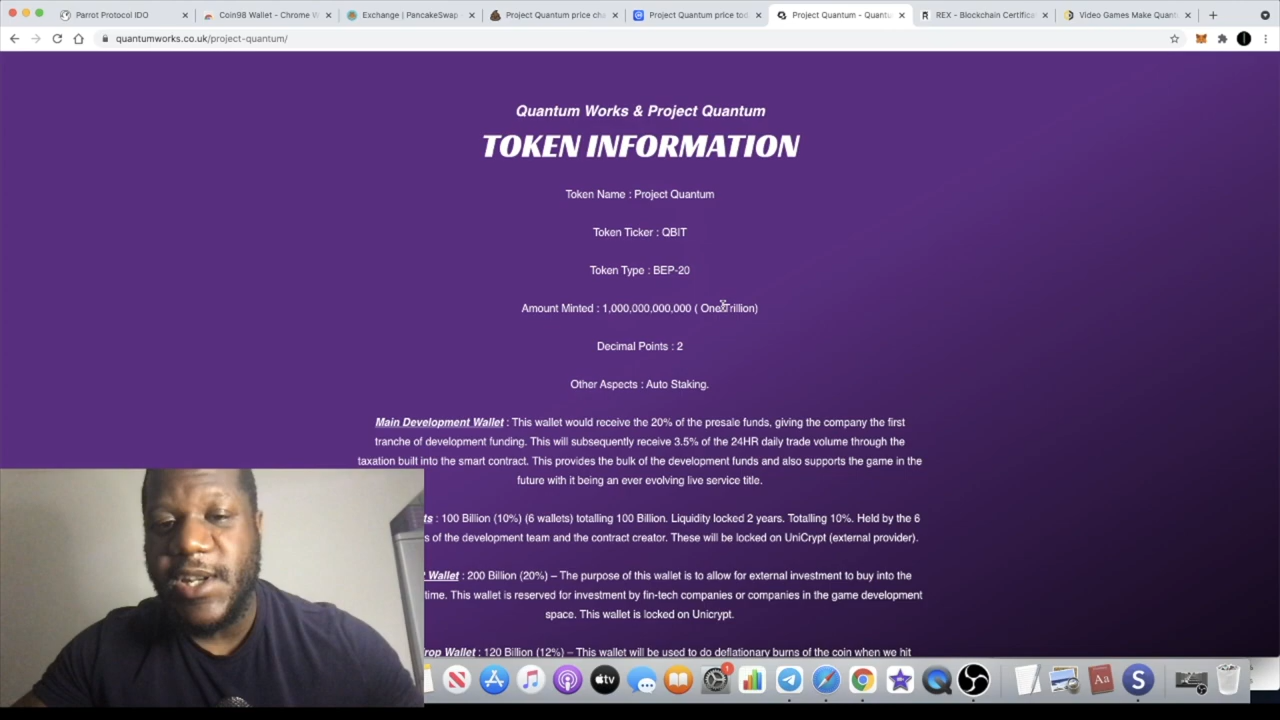 Parrot Protocol IDO
Coin98 Wallet - Chrome W
Exchange | PancakeSwap
Project Quantum price cha
Project Quantum price tod
Project Quantum - Quantu
REX - Blockchain Certifica
Video Games Make Quant
quantumworks.co.uk/project-quantum/
Quantum Works & Project Quantum
TOKEN INFORMATION
Token Name : Project Quantum
Token Ticker : QBIT
Token Type : BEP-20
Amount Minted : 1,000,000,000,000 ( One Trillion)
Decimal Points : 2
Other Aspects : Auto Staking.
Main Development Wallet : This wallet would receive the 20% of the presale funds, giving the company the first
tranche of development funding. This will subsequently receive 3.5% of the 24HR daily trade volume through the
taxation built into the smart contract. This provides the bulk of the development funds and also supports the game in the
future with it being an ever evolving live service title.
ts : 100 Billion (10%) (6 wallets) totalling 100 Billion. Liquidity locked 2 years. Totalling 10%. Held by the 6
s of the development team and the contract creator. These will be locked on UniCrypt (external provider).
Wallet : 200 Billion (20%) – The purpose of this wallet is to allow for external investment to buy into the
time. This wallet is reserved for investment by fin-tech companies or companies in the game development
space. This wallet is locked on Unicrypt.
rop Wallet : 120 Billion (12%) – This wallet will be used to do deflationary burns of the coin when we hit
tv
1
Aa
S